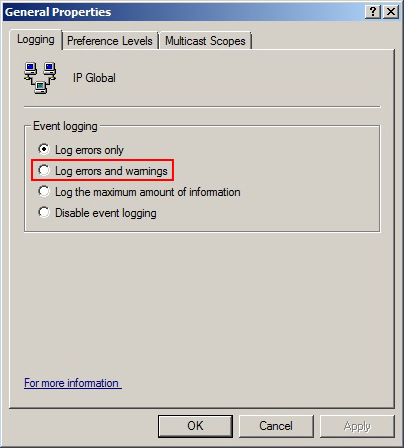 General Properties
Logging
Preference Levels
Multicast Scopes
IP Global
Event logging
Log errors only
Log errors and warnings
Log the maximum amount of information
Disable event logging
For more information
OK
Cancel
Apply